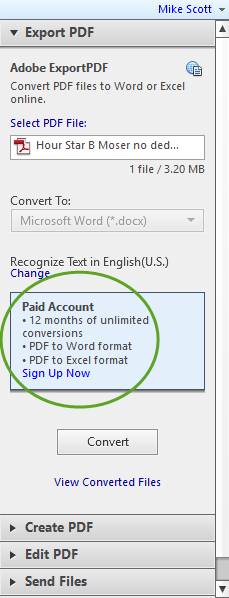 Mike Scott
Export PDF
Adobe ExportPDF
Convert PDF files to Word or Excel
online.
Select PDF File:
Hour Star B Moser no ded...
1 file / 3.20 MB
Convert To:
Microsoft Word (*.docx)
Recognize Text in English(U.S.)
Change
Paid Account
• 12 months of unlimited
conversions
• PDF to Word format
• PDF to Excel format
Sign Up Now
Convert
View Converted Files
Create PDF
Edit PDF
Send Files